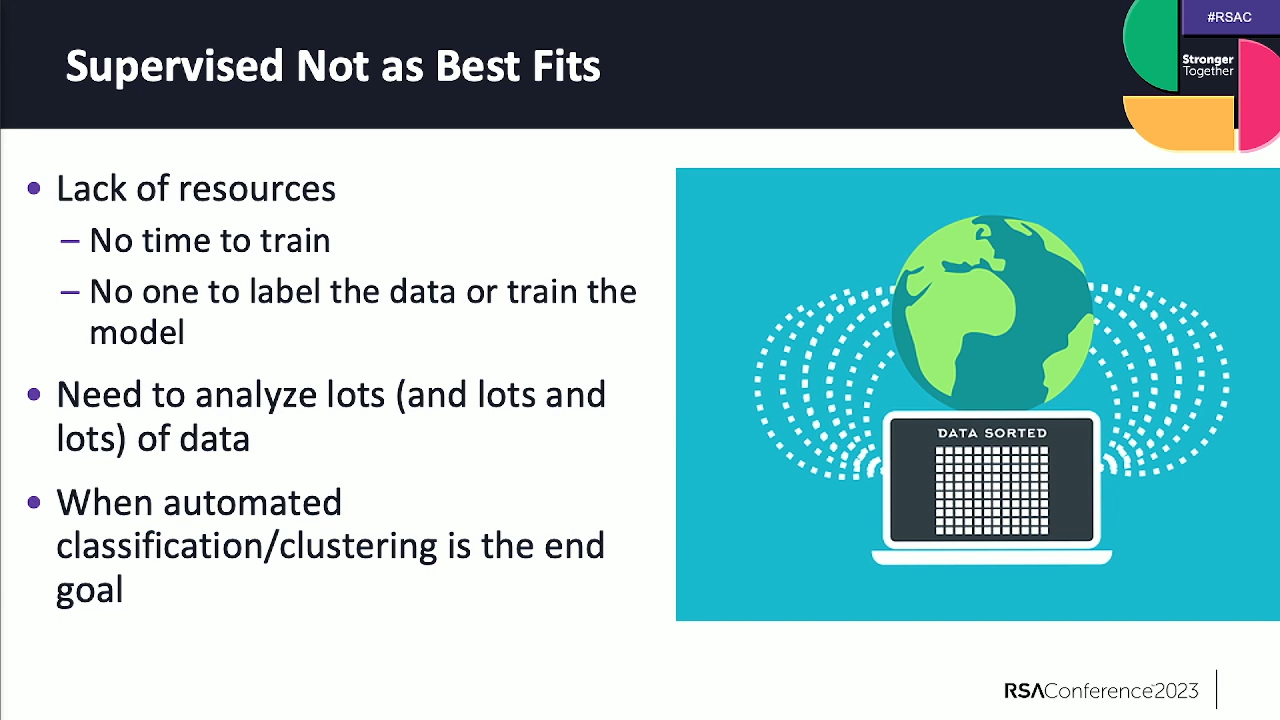 #RSAC
Stronger
Together
Supervised Not as Best Fits
• Lack of resources
– No time to train
– No one to label the data or train the
model
• Need to analyze lots (and lots and
lots) of data
• When automated
classification/clustering is the end
goal
DATA SORTED
RSAConference™2023